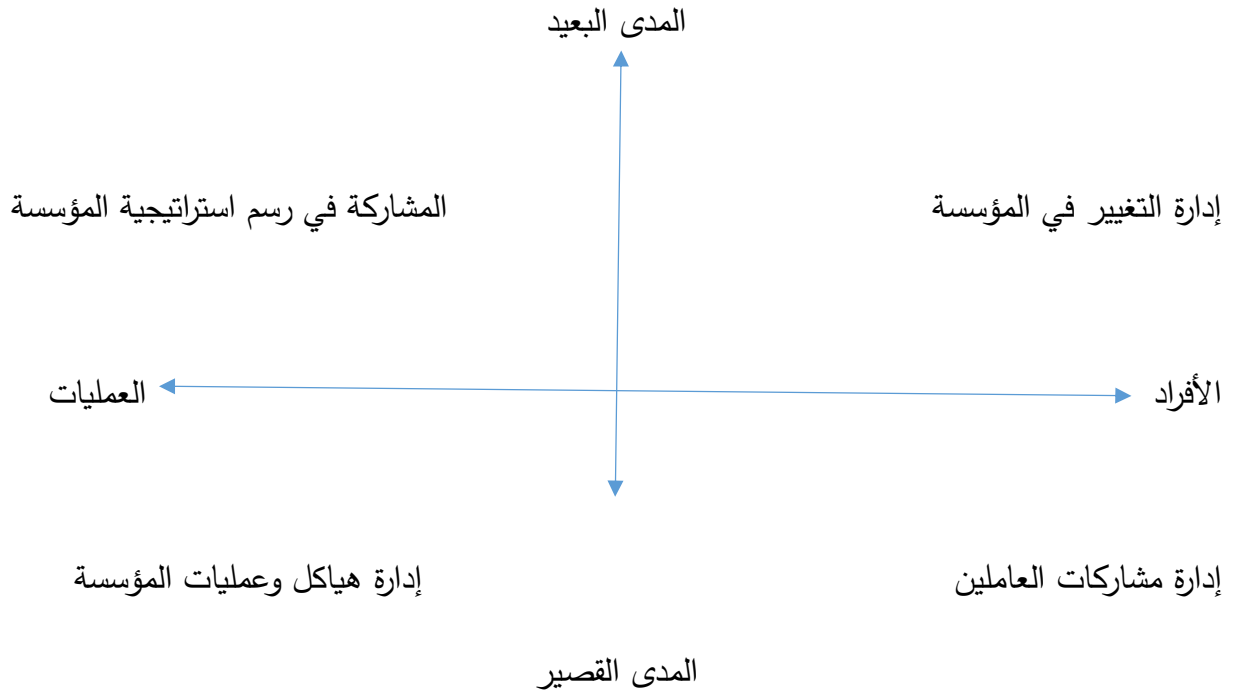 المدى البعيد
إدارة التغيير في المؤسسة
المشاركة في رسم استراتيجية المؤسسة
الأفراد
العمليات
إدارة مشاركات العاملين
إدارة هياكل وعمليات المؤسسة
المدى القصير